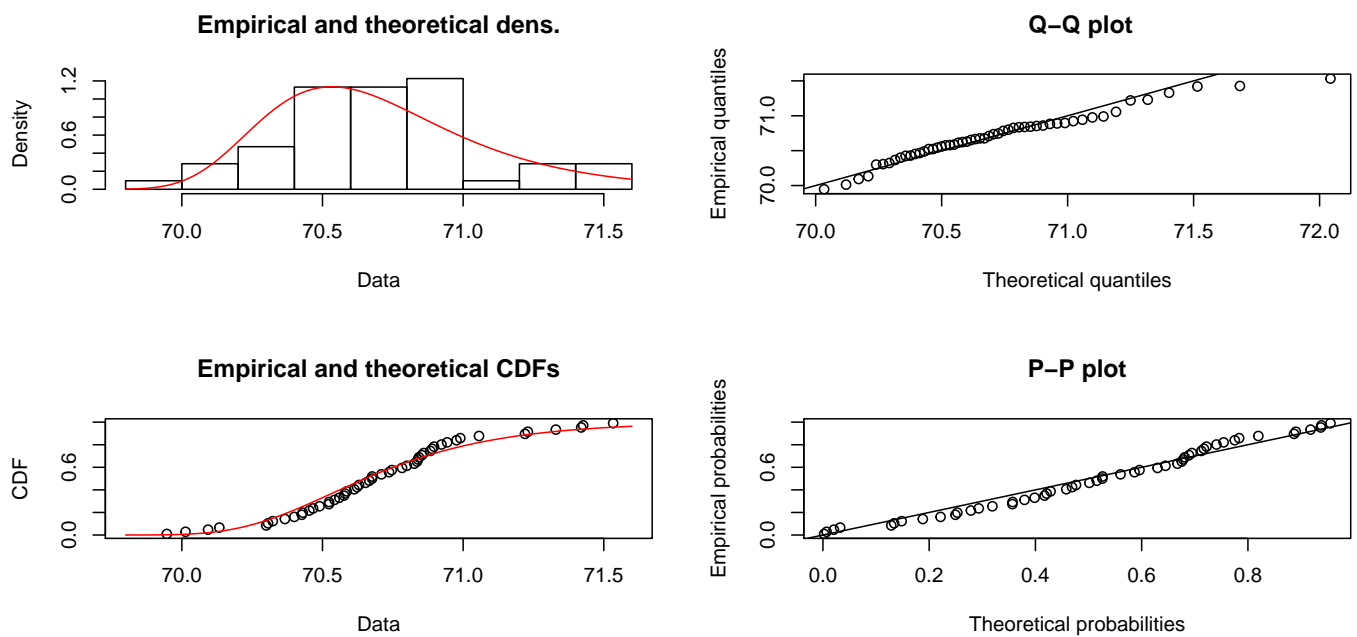 Empirical and theoretical dens.
Density
0.0 0.6 1.2
70.0 70.5 71.0 71.5
Data
Q−Q plot
Empirical quantiles
70.0 71.0
70.0 70.5 71.0 71.5 72.0
Theoretical quantiles
Empirical and theoretical CDFs
CDF
0.0 0.6
70.0 70.5 71.0 71.5
Data
P−P plot
Empirical probabilities
0.0 0.6
0.0 0.2 0.4 0.6 0.8
Theoretical probabilities